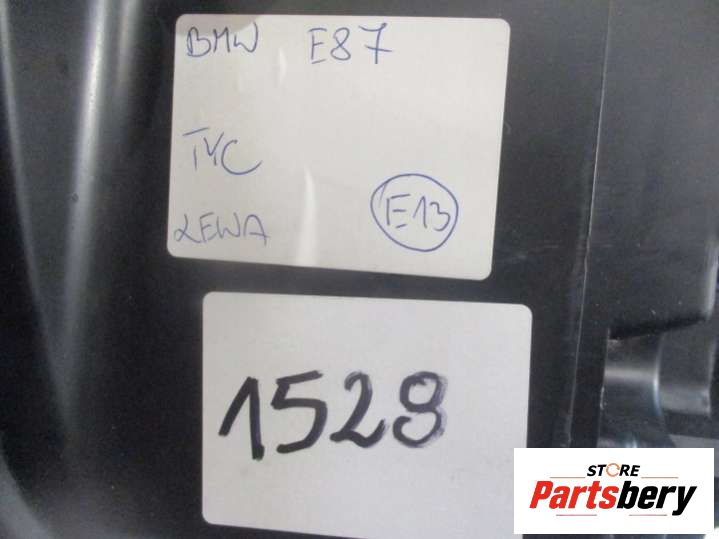 BMW E87
TYC
LEWA E13
1528
STORE
Partsbery